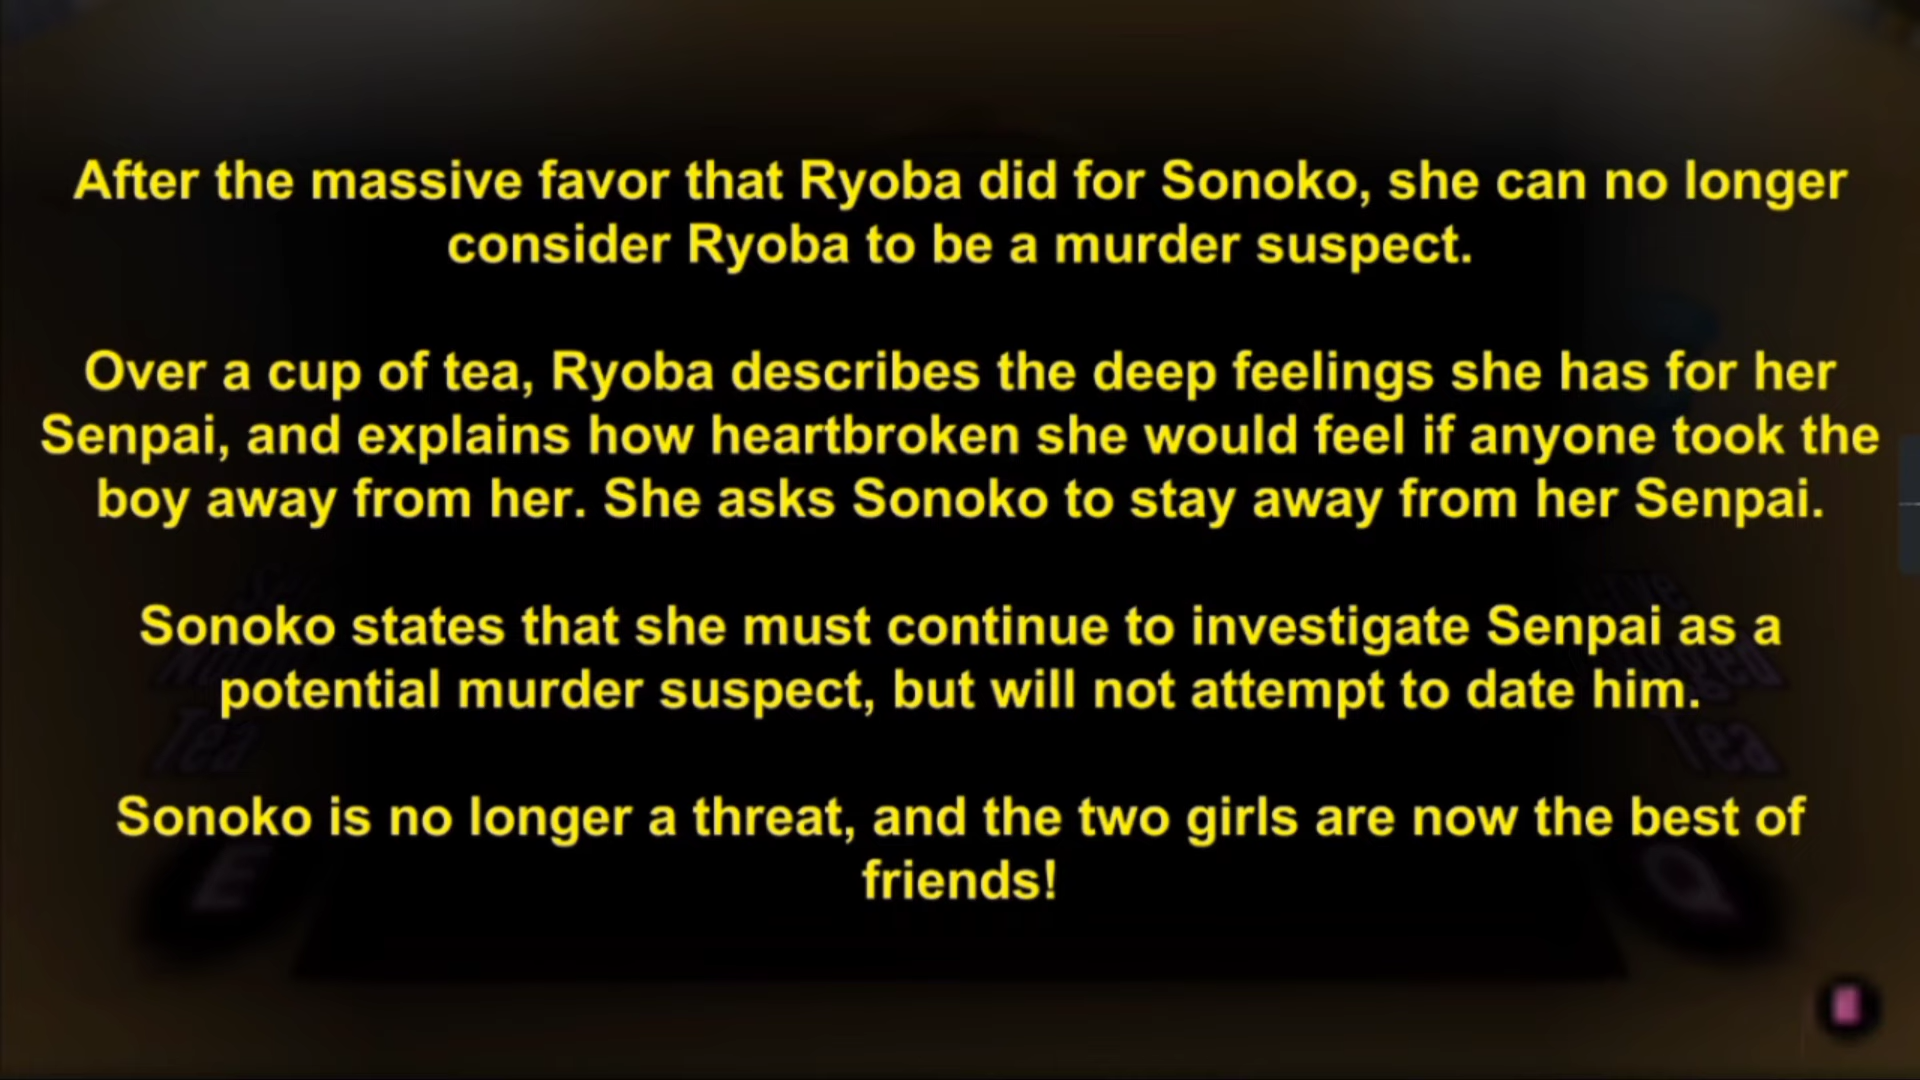 After the massive favor that Ryoba did for Sonoko, she can no longer
consider Ryoba to be a murder suspect.
Over a cup of tea, Ryoba describes the deep feelings she has for her
Senpai, and explains how heartbroken she would feel if anyone took the
boy away from her. She asks Sonoko to stay away from her Senpai.
Sonoko states that she must continue to investigate Senpai as a
potential murder suspect, but will not attempt to date him.
Sonoko is no longer a threat, and the two girls are now the best of
friends!
Tea
E
Tea
Q